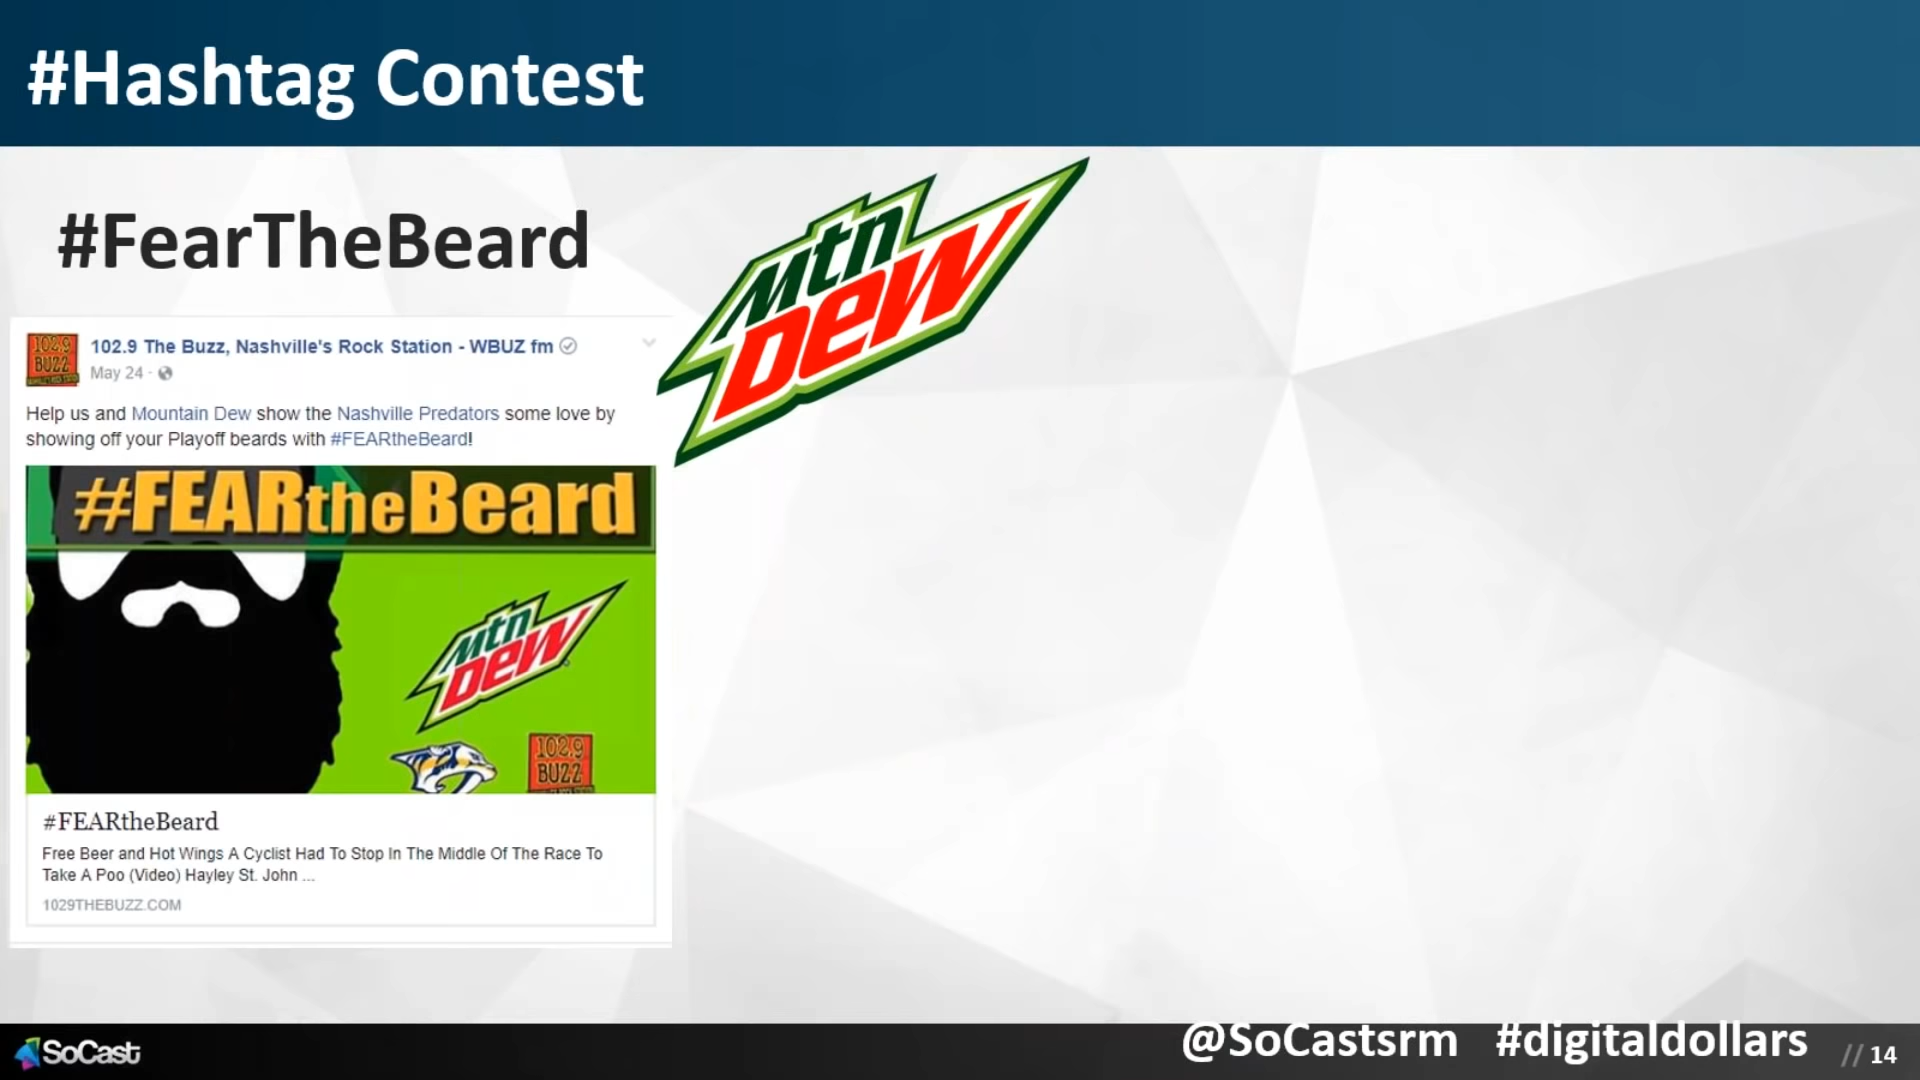 #Hashtag Contest
#FearTheBeard
Mtn
Dew
102.9
BUZZ
102.9 The Buzz, Nashville's Rock Station - WBUZ fm
May 24 ·
Help us and Mountain Dew show the Nashville Predators some love by
showing off your Playoff beards with #FEARtheBeard!
#FEARtheBeard
Mtn
Dew
102.9
BUZZ
#FEARtheBeard
Free Beer and Hot Wings A Cyclist Had To Stop In The Middle Of The Race To
Take A Poo (Video) Hayley St. John ...
1029THEBUZZ.COM
SoCast
@SoCastsrm #digitaldollars
// 14